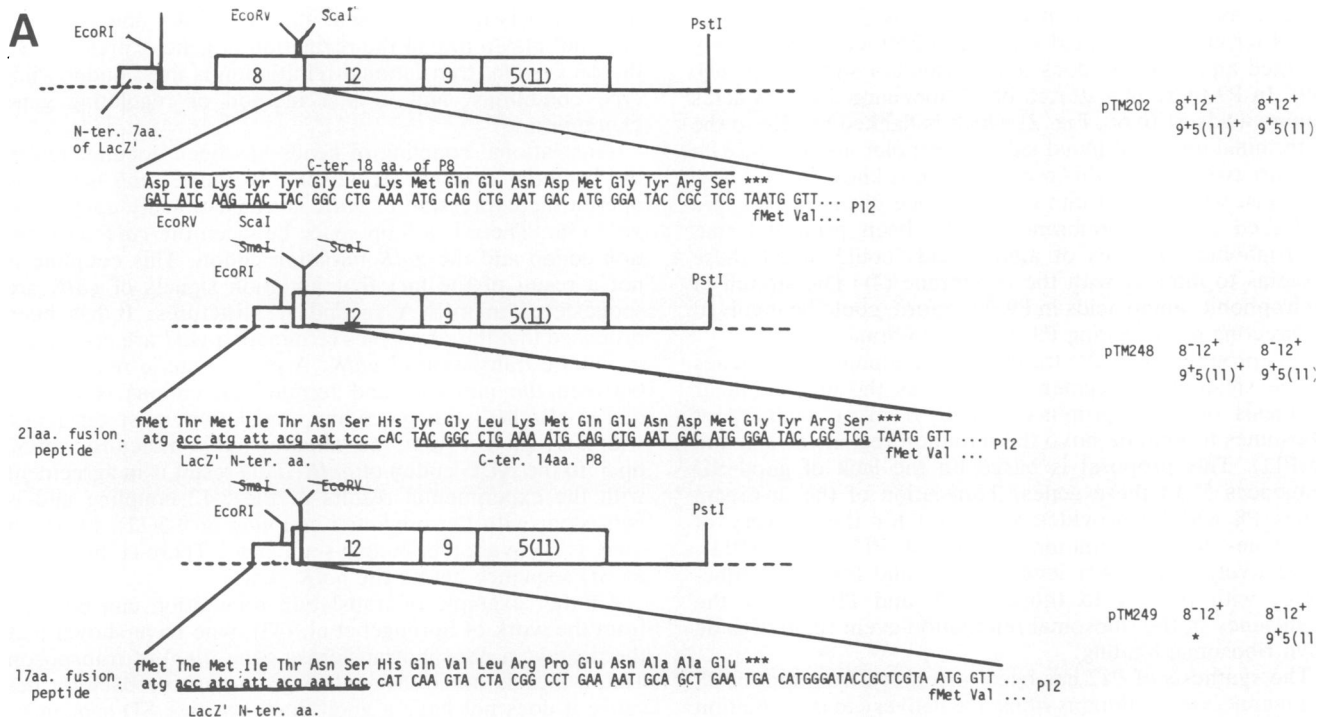 A
EcoRI
EcoRV
ScaI
PstI
8
12
9
5(11)
N-ter. 7aa.
of LacZ'
pTM202
8⁺12⁺
8⁺12⁺
9⁺5(11)⁺
9⁺5(11)
C-ter 18 aa. of P8
Asp Ile Lys Tyr Tyr Gly Leu Lys Met Gln Glu Asn Asp Met Gly Tyr Arg Ser ***
GAT ATC AAG TAC TAC GGC CTG AAA ATG CAG CTG AAT GAC ATG GGA TAC CGC TCG TAATG GTT... P12
EcoRV
ScaI
fMet Val...
SmaI
ScaI
EcoRI
PstI
12
9
5(11)
pTM248
8⁻12⁺
8⁻12⁺
9⁺5(11)⁺
9⁺5(11)
21aa. fusion
peptide :
fMet Thr Met Ile Thr Asn Ser His Tyr Gly Leu Lys Met Gln Glu Asn Asp Met Gly Tyr Arg Ser ***
atg acc atg att acg aat tcc cAC TAC GGC CTG AAA ATG CAG CTG AAT GAC ATG GGA TAC CGC TCG TAATG GTT ... P12
LacZ' N-ter. aa.
C-ter. 14aa. P8
fMet Val ...
SmaI
EcoRV
EcoRI
PstI
12
9
5(11)
pTM249
8⁻12⁺
8⁻12⁺
*
9⁺5(11
17aa. fusion
peptide :
fMet The Met Ile Thr Asn Ser His Gln Val Leu Arg Pro Glu Asn Ala Ala Glu ***
atg acc atg att acg aat tcc CAT CAA GTA CTA CGG CCT GAA AAT GCA GCT GAA TGA CATGGGATACCGCTCGTA ATG GTT ... P12
LacZ' N-ter. aa.
fMet Val ...